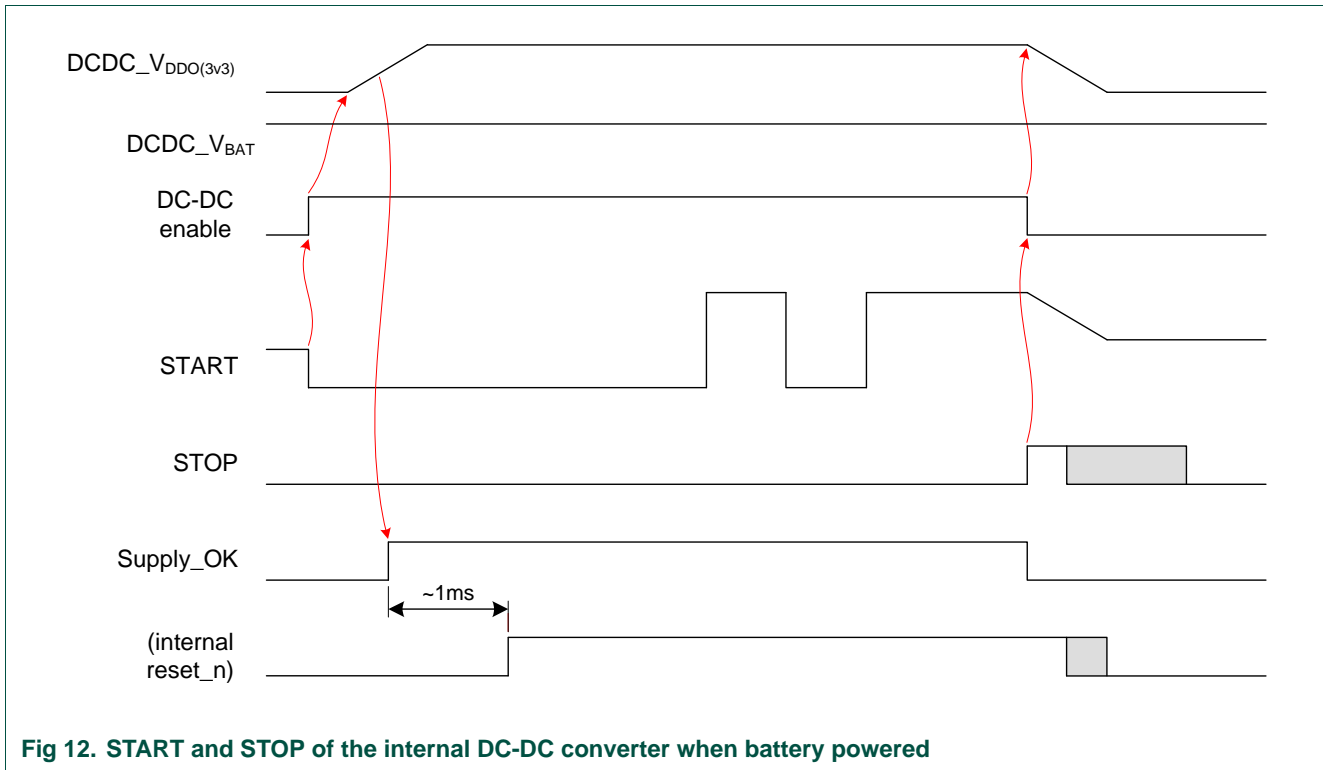 DCDC_VDDO(3v3)
DCDC_VBAT
DC-DC
enable
START
STOP
Supply_OK
~1ms
(internal
reset_n)
Fig 12. START and STOP of the internal DC-DC converter when battery powered